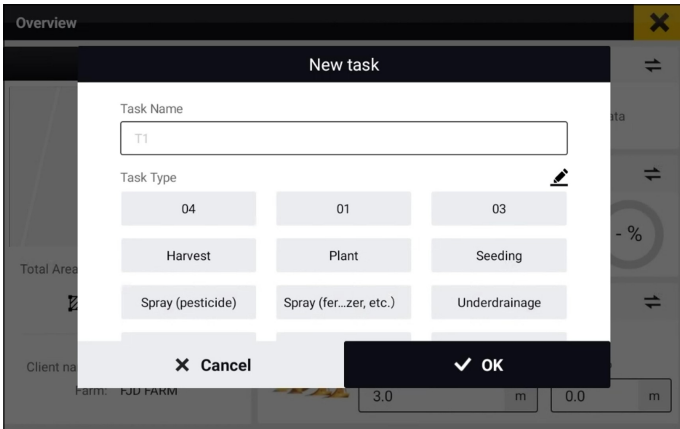 Overview
New task
Task Name
T1
Task Type
04 01 03
Harvest Plant Seeding
Spray (pesticide) Spray (fer...zer, etc.) Underdrainage
Cancel OK
ata
- %
Total Area
Client na
Farm: FJD FARM
3.0 m 0.0 m